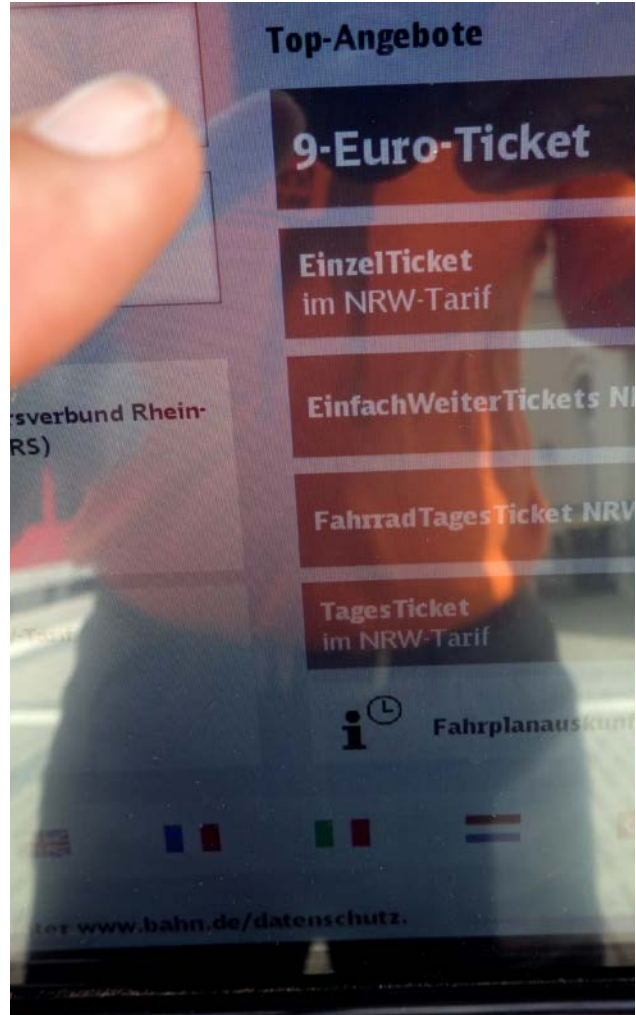 Top-Angebote
9-Euro-Ticket
EinzelTicket
im NRW-Tarif
rsverbund Rhein-
RS)
EinfachWeiterTickets
FahrradTagesTicket NRW
TagesTicket
im NRW-Tarif
Fahrplanauskunf
www.bahn.de/datenschutz.